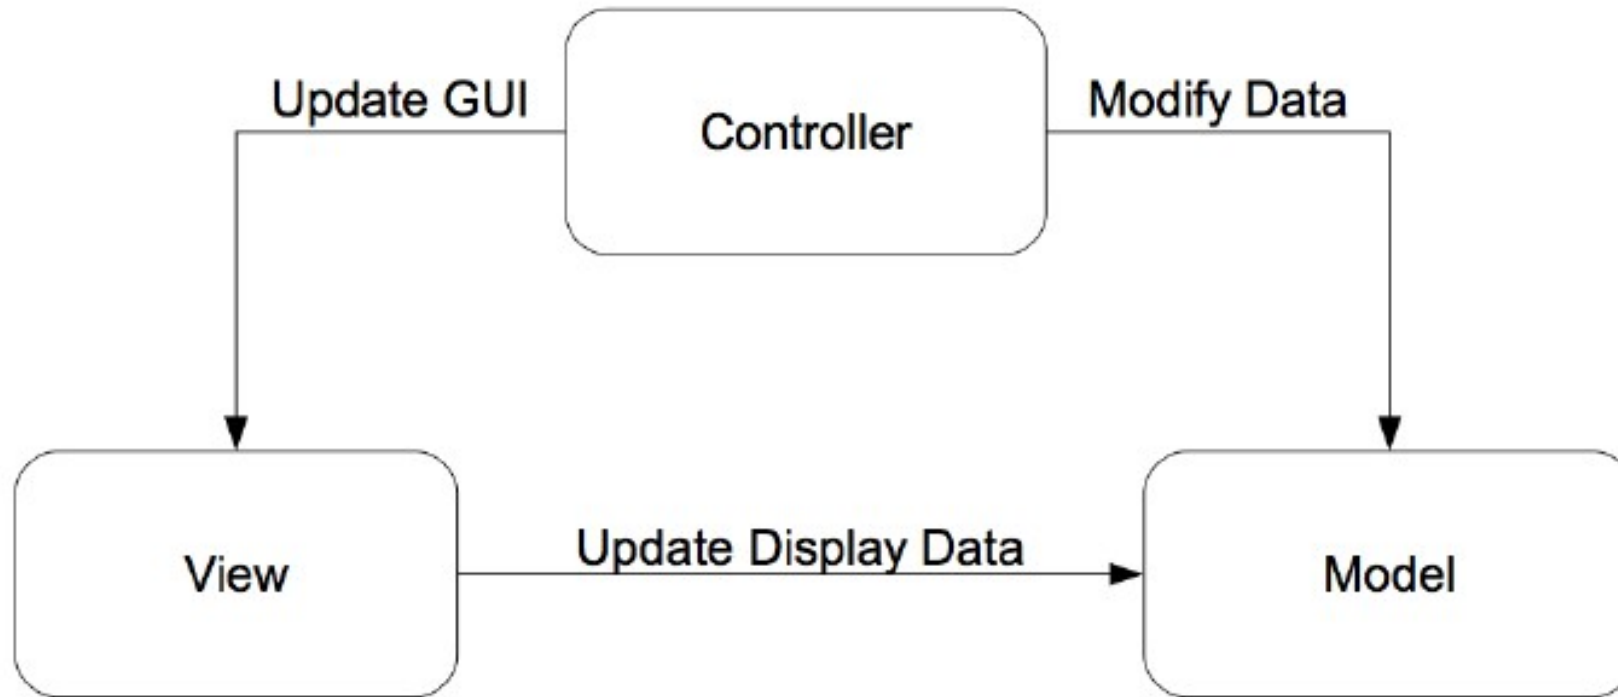 Update GUI
Controller
Modify Data
View
Update Display Data
Model